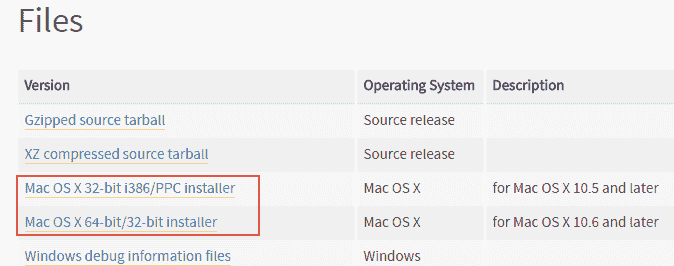 Files
Version Operating System Description
Gzipped source tarball Source release
XZ compressed source tarball Source release
Mac OS X 32-bit i386/PPC installer Mac OS X for Mac OS X 10.5 and later
Mac OS X 64-bit/32-bit installer Mac OS X for Mac OS X 10.6 and later
Windows debug information files Windows